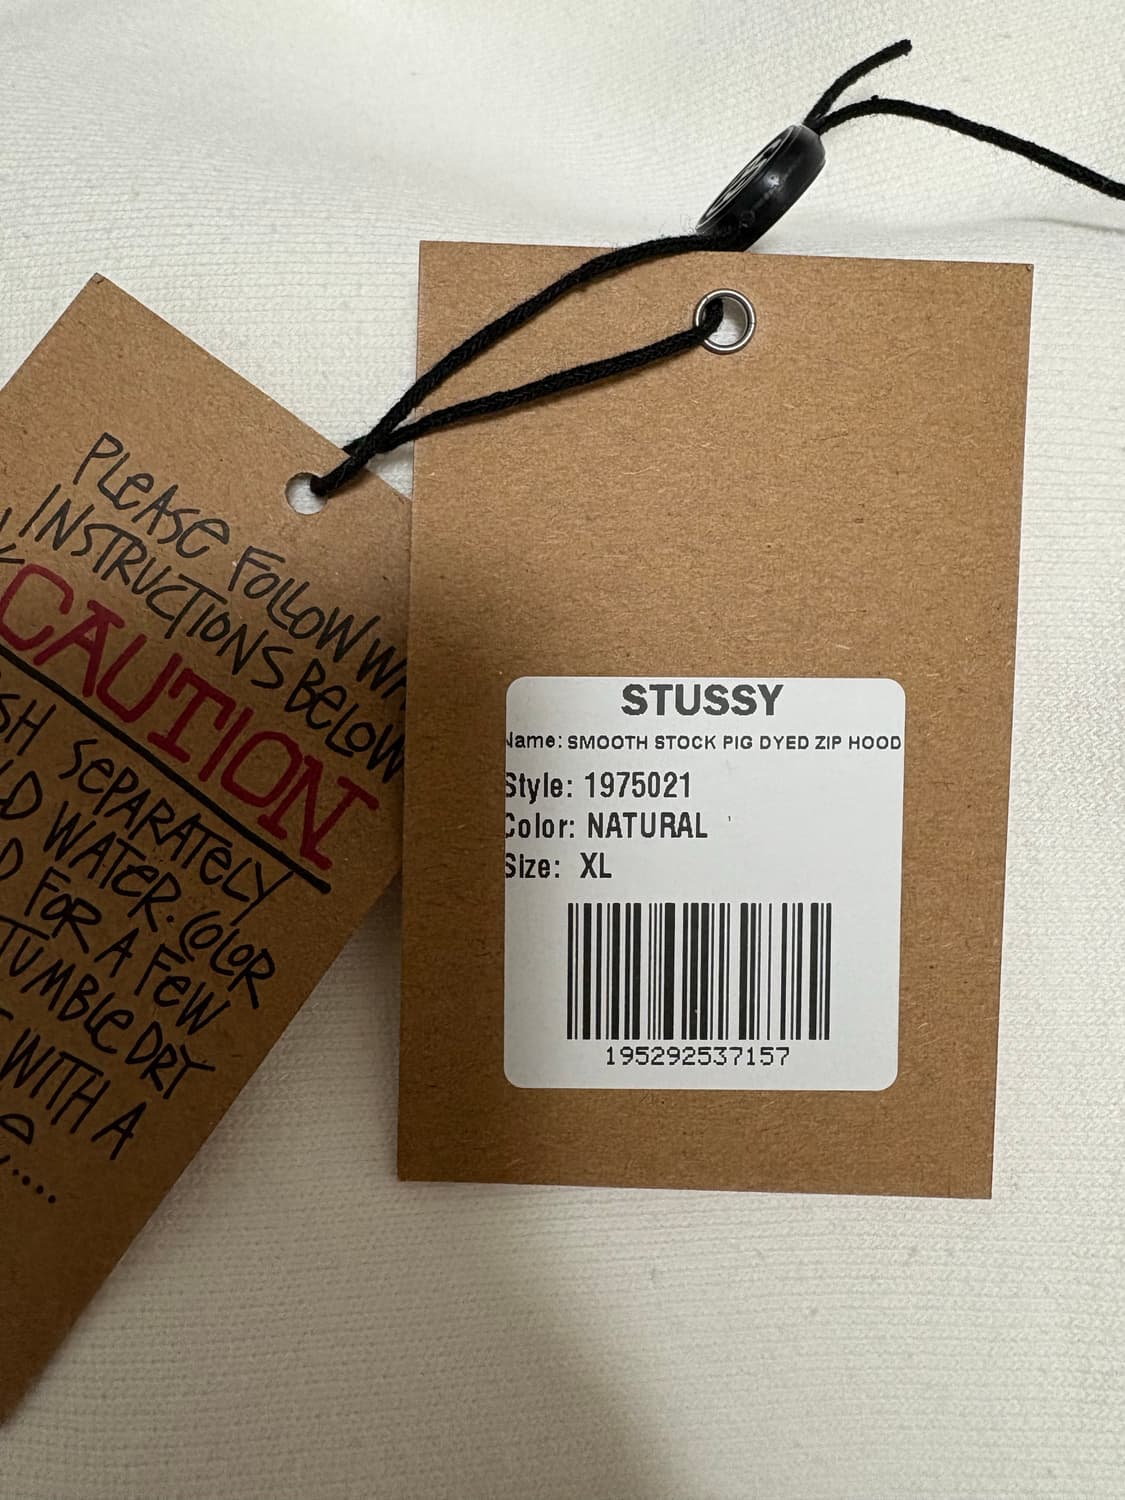 PLEASE FOLLOW
INSTRUCTIONS BELOW
CAUTION
SEPARATELY
WATER. COLOR
FOR A FEW
TUMBLE DRY
WITH A
STUSSY
Name: SMOOTH STOCK PIG DYED ZIP HOOD
Style: 1975021
Color: NATURAL
Size: XL
195292537157